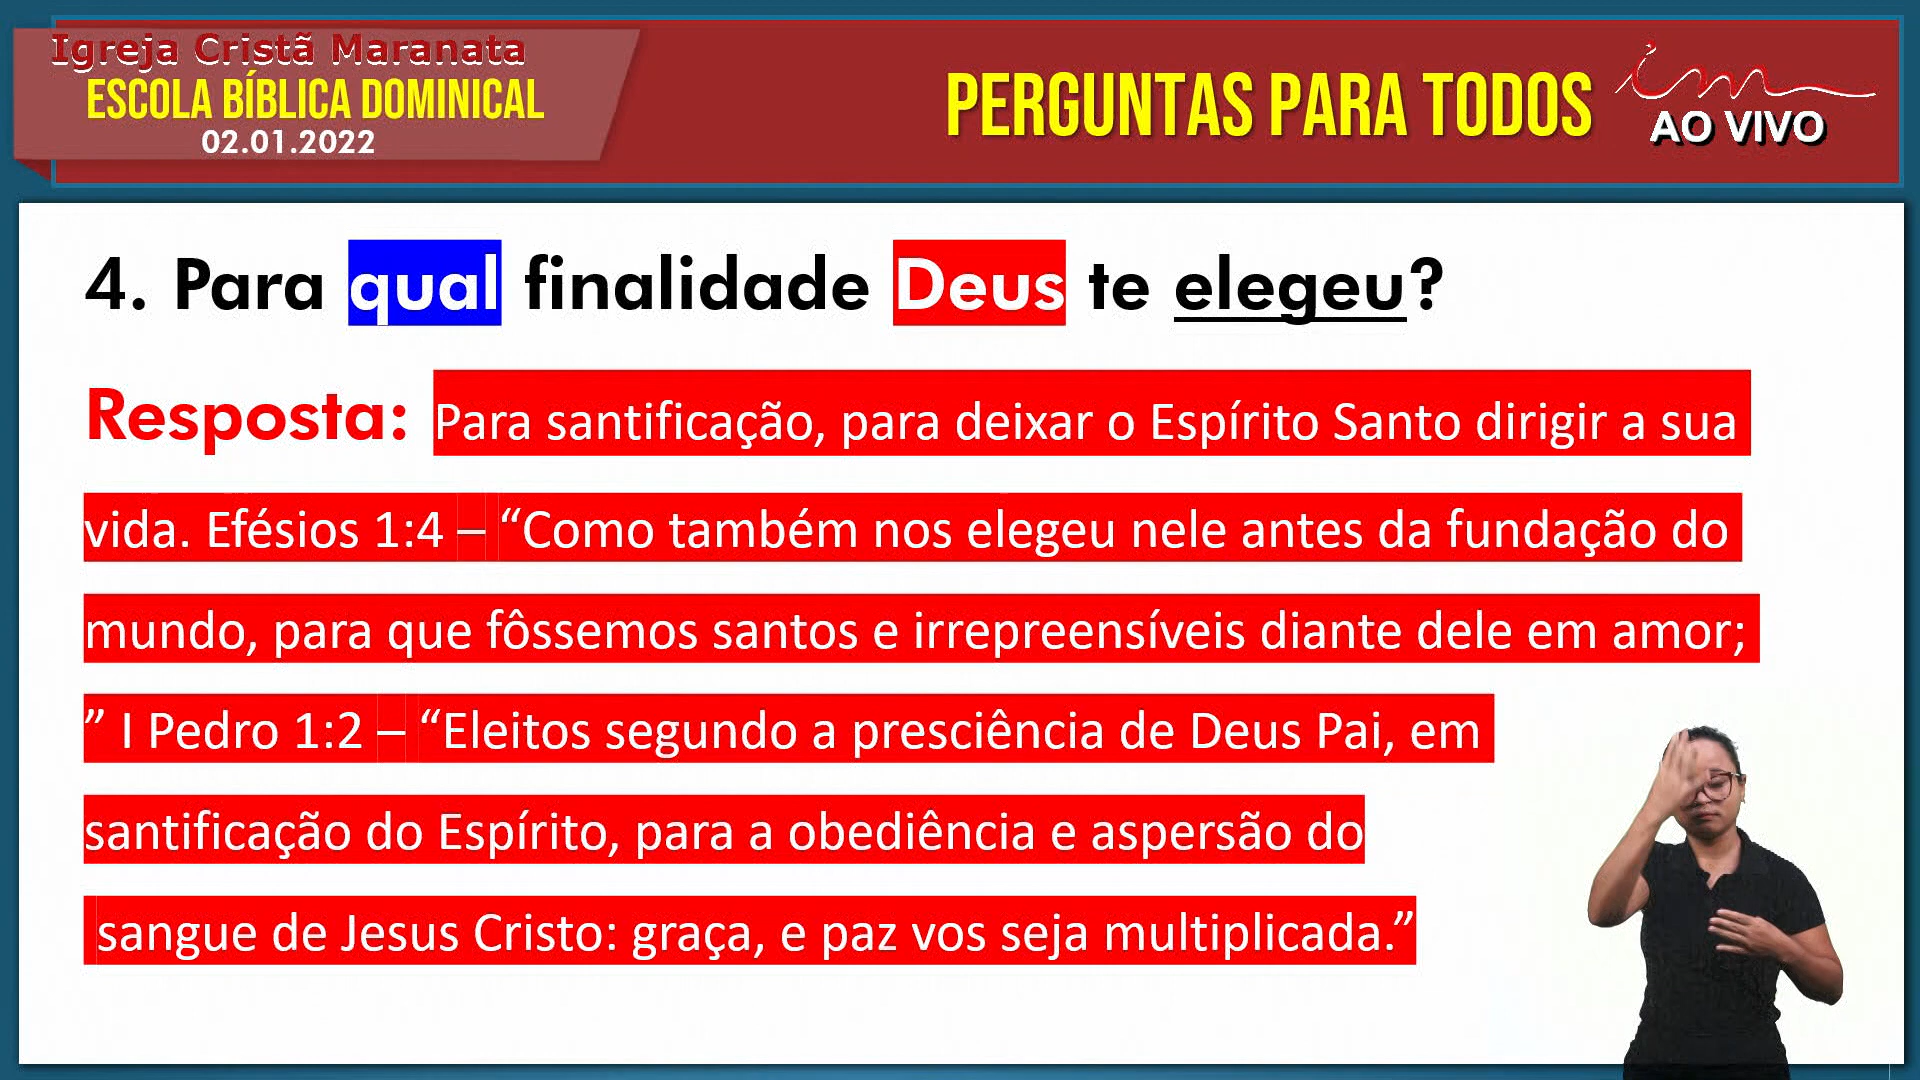 Igreja Cristã Maranata
ESCOLA BÍBLICA DOMINICAL
02.01.2022
PERGUNTAS PARA TODOS
im
AO VIVO
4. Para qual finalidade Deus te elegeu?
Resposta: Para santificação, para deixar o Espírito Santo dirigir a sua
vida. Efésios 1:4 – “Como também nos elegeu nele antes da fundação do
mundo, para que fôssemos santos e irrepreensíveis diante dele em amor;
” I Pedro 1:2 – “Eleitos segundo a presciência de Deus Pai, em
santificação do Espírito, para a obediência e aspersão do
sangue de Jesus Cristo: graça, e paz vos seja multiplicada.”